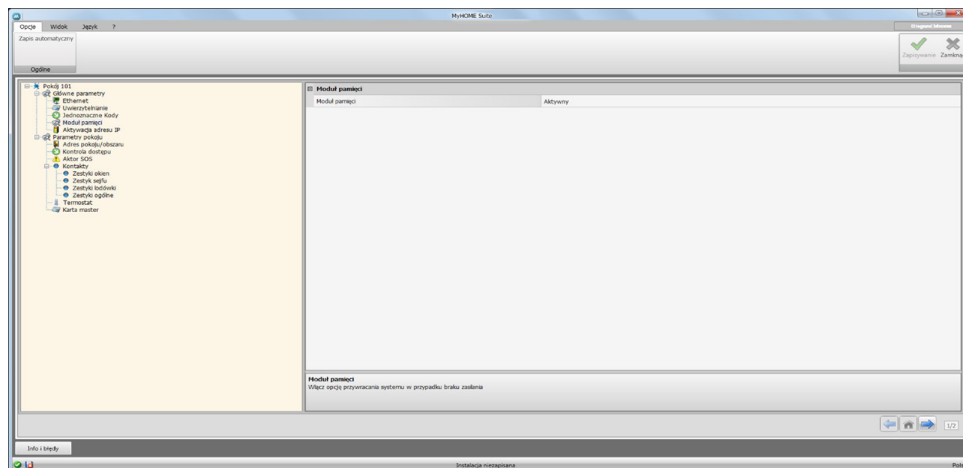 MyHOME Suite
Opcje Widok Język ?
Zapis automatyczny
Ogólne
Zapisywanie Zamknąć
Pokój 101
Główne parametry
Ethernet
Uwierzytelnianie
Jednoznaczne Kody
Moduł pamięci
Aktywacja adresu IP
Parametry pokoju
Adres pokoju/obszaru
Kontrola dostępu
Aktor SOS
Kontakty
Zestyki okien
Zestyk sejfu
Zestyki lodówki
Zestyki ogólne
Termostat
Karta master
Moduł pamięci
Moduł pamięci Aktywny
Moduł pamięci
Włącz opcję przywracania systemu w przypadku braku zasilania
1/2
Info i błędy
Instalacja niezapisana